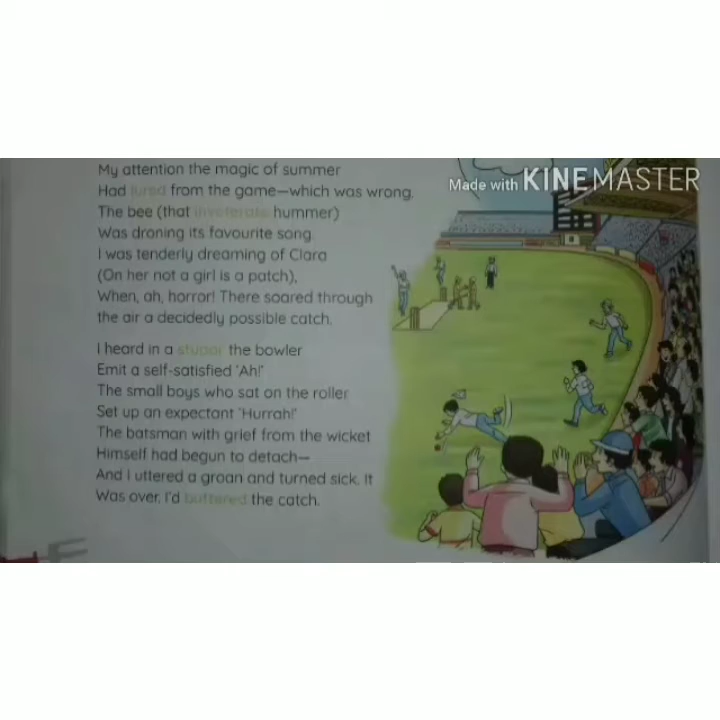 My attention the magic of summer
Made with KINEMASTER
Had lured from the game—which was wrong.
The bee (that inveterate hummer)
Was droning its favourite song.
I was tenderly dreaming of Clara
(On her not a girl is a patch),
When, ah, horror! There soared through
the air a decidedly possible catch.
I heard in a stupor the bowler
Emit a self-satisfied 'Ah!'
The small boys who sat on the roller
Set up an expectant 'Hurrah!'
The batsman with grief from the wicket
Himself had begun to detach—
And I uttered a groan and turned sick. It
Was over. I'd buttered the catch.